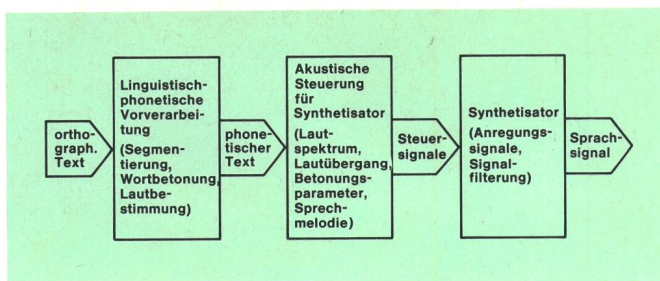 ortho-
graph.
Text
Linguistisch-
phonetische
Vorverarbei-
tung
(Segmen-
tierung,
Wortbetonung,
Lautbe-
stimmung)
phone-
tischer
Text
Akustische
Steuerung
für
Synthetisator
(Laut-
spektrum,
Lautübergang,
Betonungs-
parameter,
Sprech-
melodie)
Steuer-
signale
Synthetisator
(Anregungs-
signale,
Signal-
filterung)
Sprach-
signal